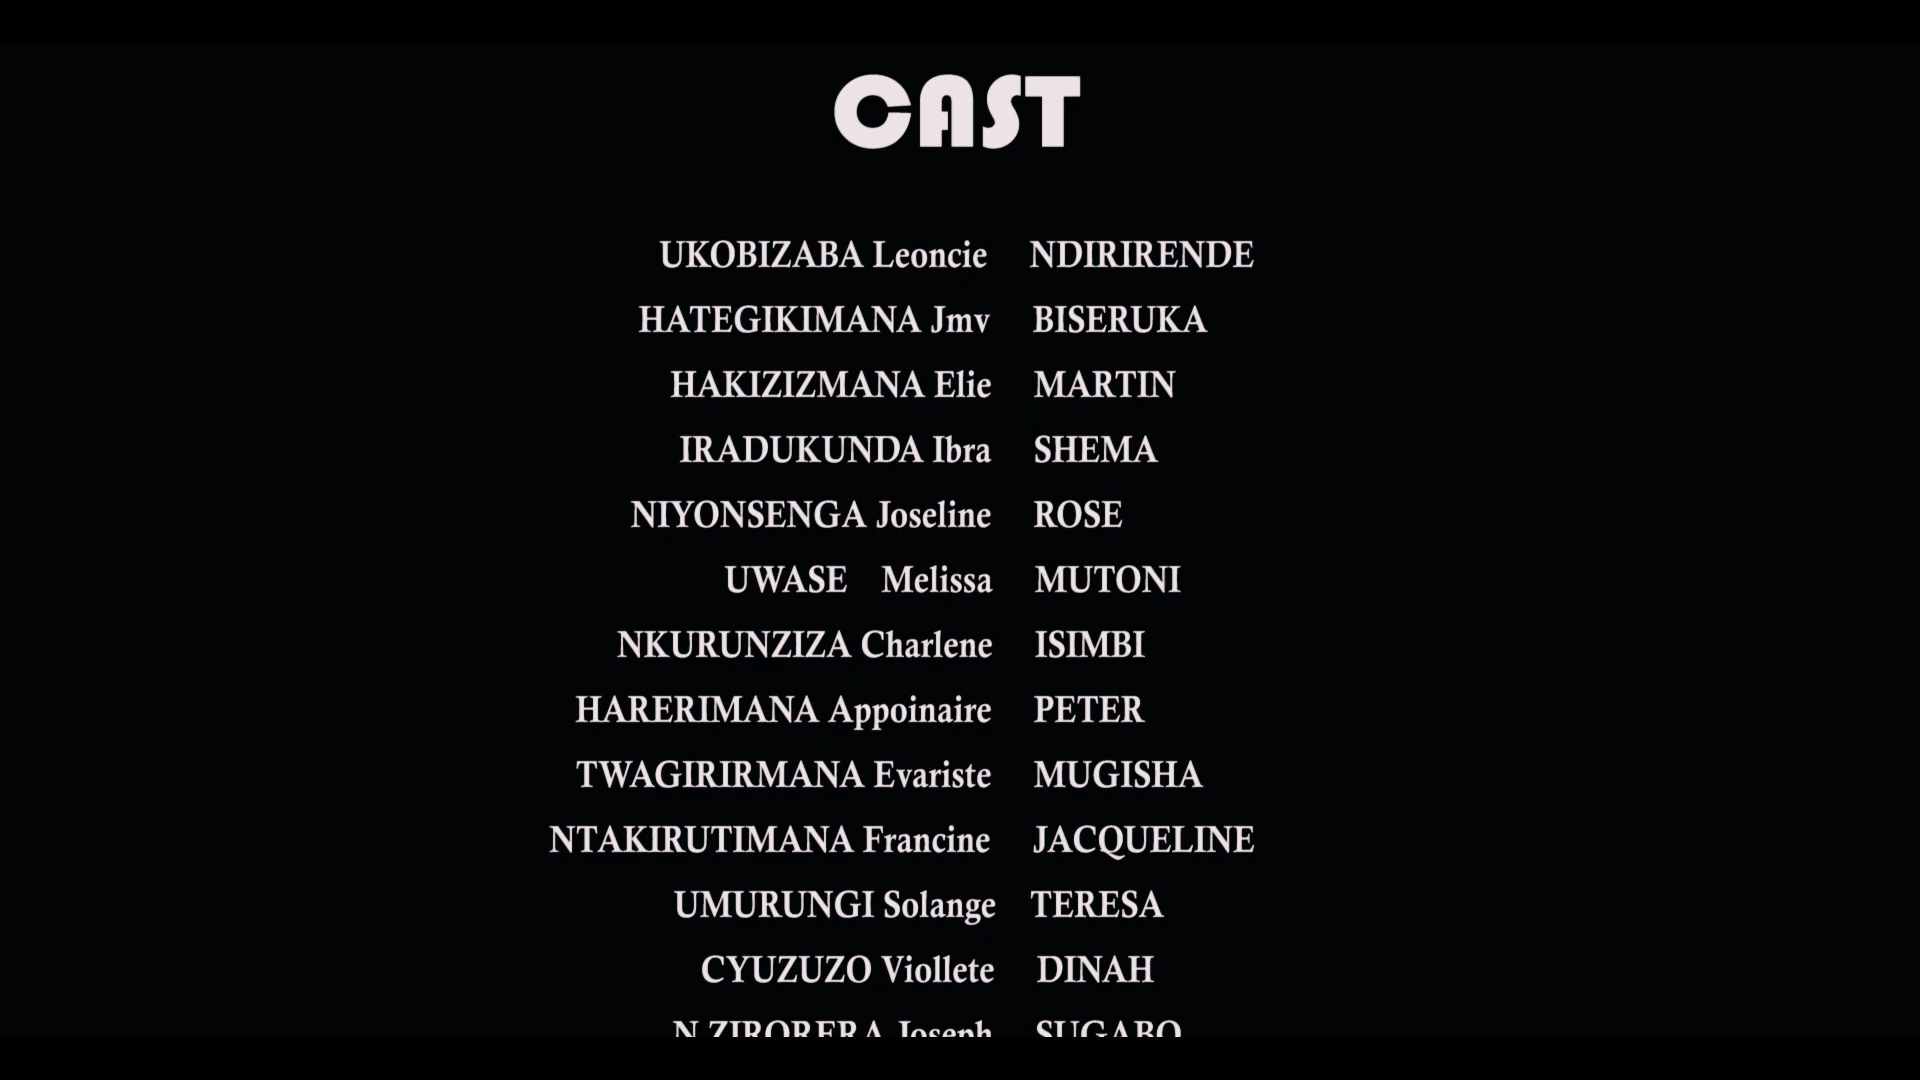 CAST
UKOBIZABA Leoncie NDIRIRENDE
HATEGIKIMANA Jmv BISERUKA
HAKIZIZMANA Elie MARTIN
IRADUKUNDA Ibra SHEMA
NIYONSENGA Joseline ROSE
UWASE Melissa MUTONI
NKURUNZIZA Charlene ISIMBI
HARERIMANA Appoinaire PETER
TWAGIRIRMANA Evariste MUGISHA
NTAKIRUTIMANA Francine JACQUELINE
UMURUNGI Solange TERESA
CYUZUZO Viollete DINAH
Joseph